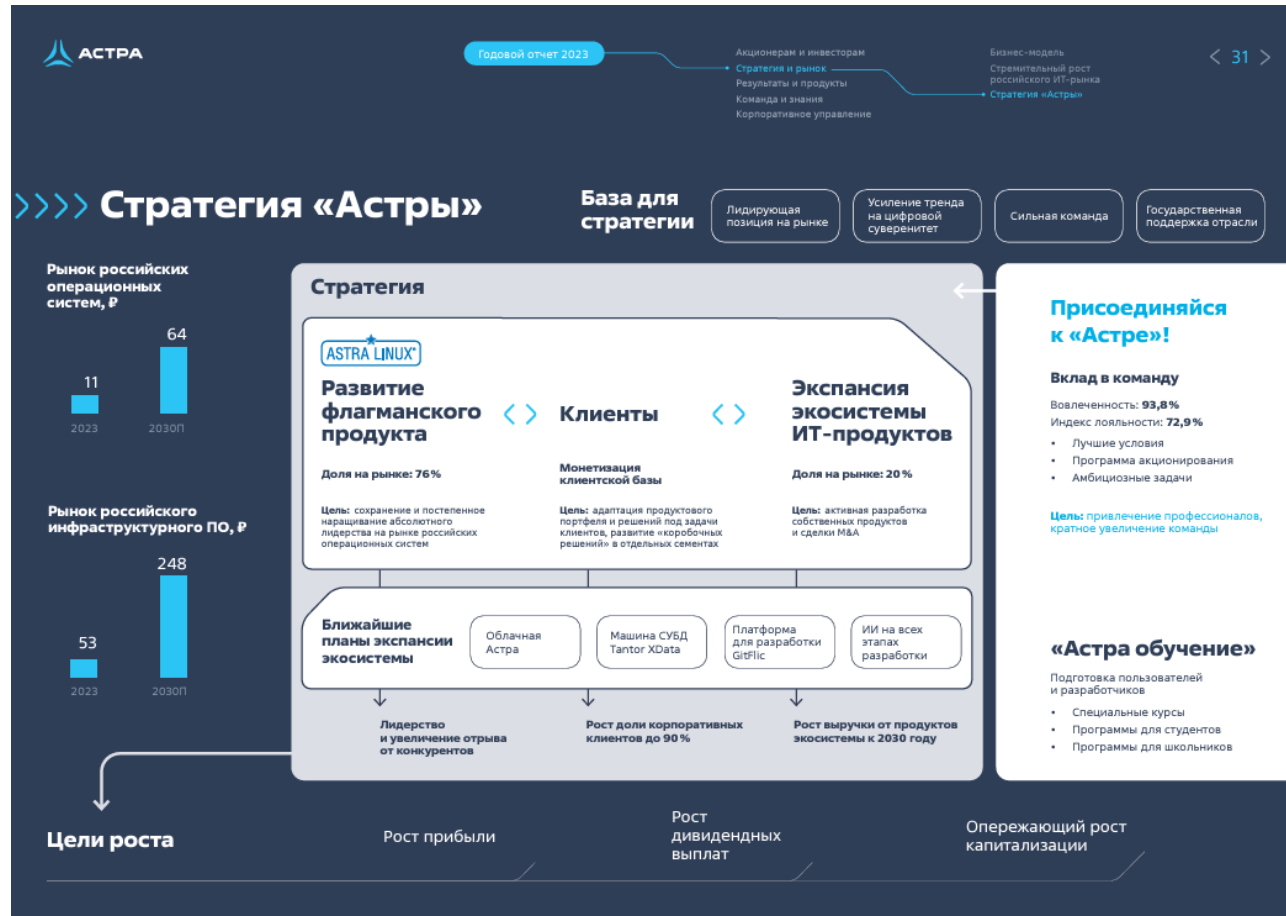 АСТРА
Годовой отчет 2023
Акционерам и инвесторам
Стратегия и рынок
Результаты и продукты
Команда и знания
Корпоративное управление
Бизнес-модель
Стремительный рост
российского ИТ-рынка
Стратегия «Астры»
< 31 >
>>>> Стратегия «Астры»
База для
стратегии
Лидирующая
позиция на рынке
Усиление тренда
на цифровой
суверенитет
Сильная команда
Государственная
поддержка отрасли
Рынок российских
операционных
систем, ₽
64
11
2023
2030П
Рынок российского
инфраструктурного ПО, ₽
248
53
2023
2030П
Стратегия
ASTRA LINUX®
Развитие
флагманского
продукта
Доля на рынке: 76%
Цель: сохранение и постепенное
наращивание абсолютного
лидерства на рынке российских
операционных систем
< >
Клиенты
Монетизация
клиентской базы
Цель: адаптация продуктового
портфеля и решений под задачи
клиентов, развитие «коробочных
решений» в отдельных сементах
< >
Экспансия
экосистемы
ИТ-продуктов
Доля на рынке: 20%
Цель: активная разработка
собственных продуктов
и сделки M&A
Ближайшие
планы экспансии
экосистемы
Облачная
Астра
Машина СУБД
Tantor XData
Платформа
для разработки
GitFlic
ИИ на всех
этапах
разработки
Лидерство
и увеличение отрыва
от конкурентов
Рост доли корпоративных
клиентов до 90%
Рост выручки от продуктов
экосистемы к 2030 году
Присоединяйся
к «Астре»!
Вклад в команду
Вовлеченность: 93,8%
Индекс лояльности: 72,9%
• Лучшие условия
• Программа акционирования
• Амбициозные задачи
Цель: привлечение профессионалов,
кратное увеличение команды
«Астра обучение»
Подготовка пользователей
и разработчиков
• Специальные курсы
• Программы для студентов
• Программы для школьников
Цели роста
Рост прибыли
Рост
дивидендных
выплат
Опережающий рост
капитализации